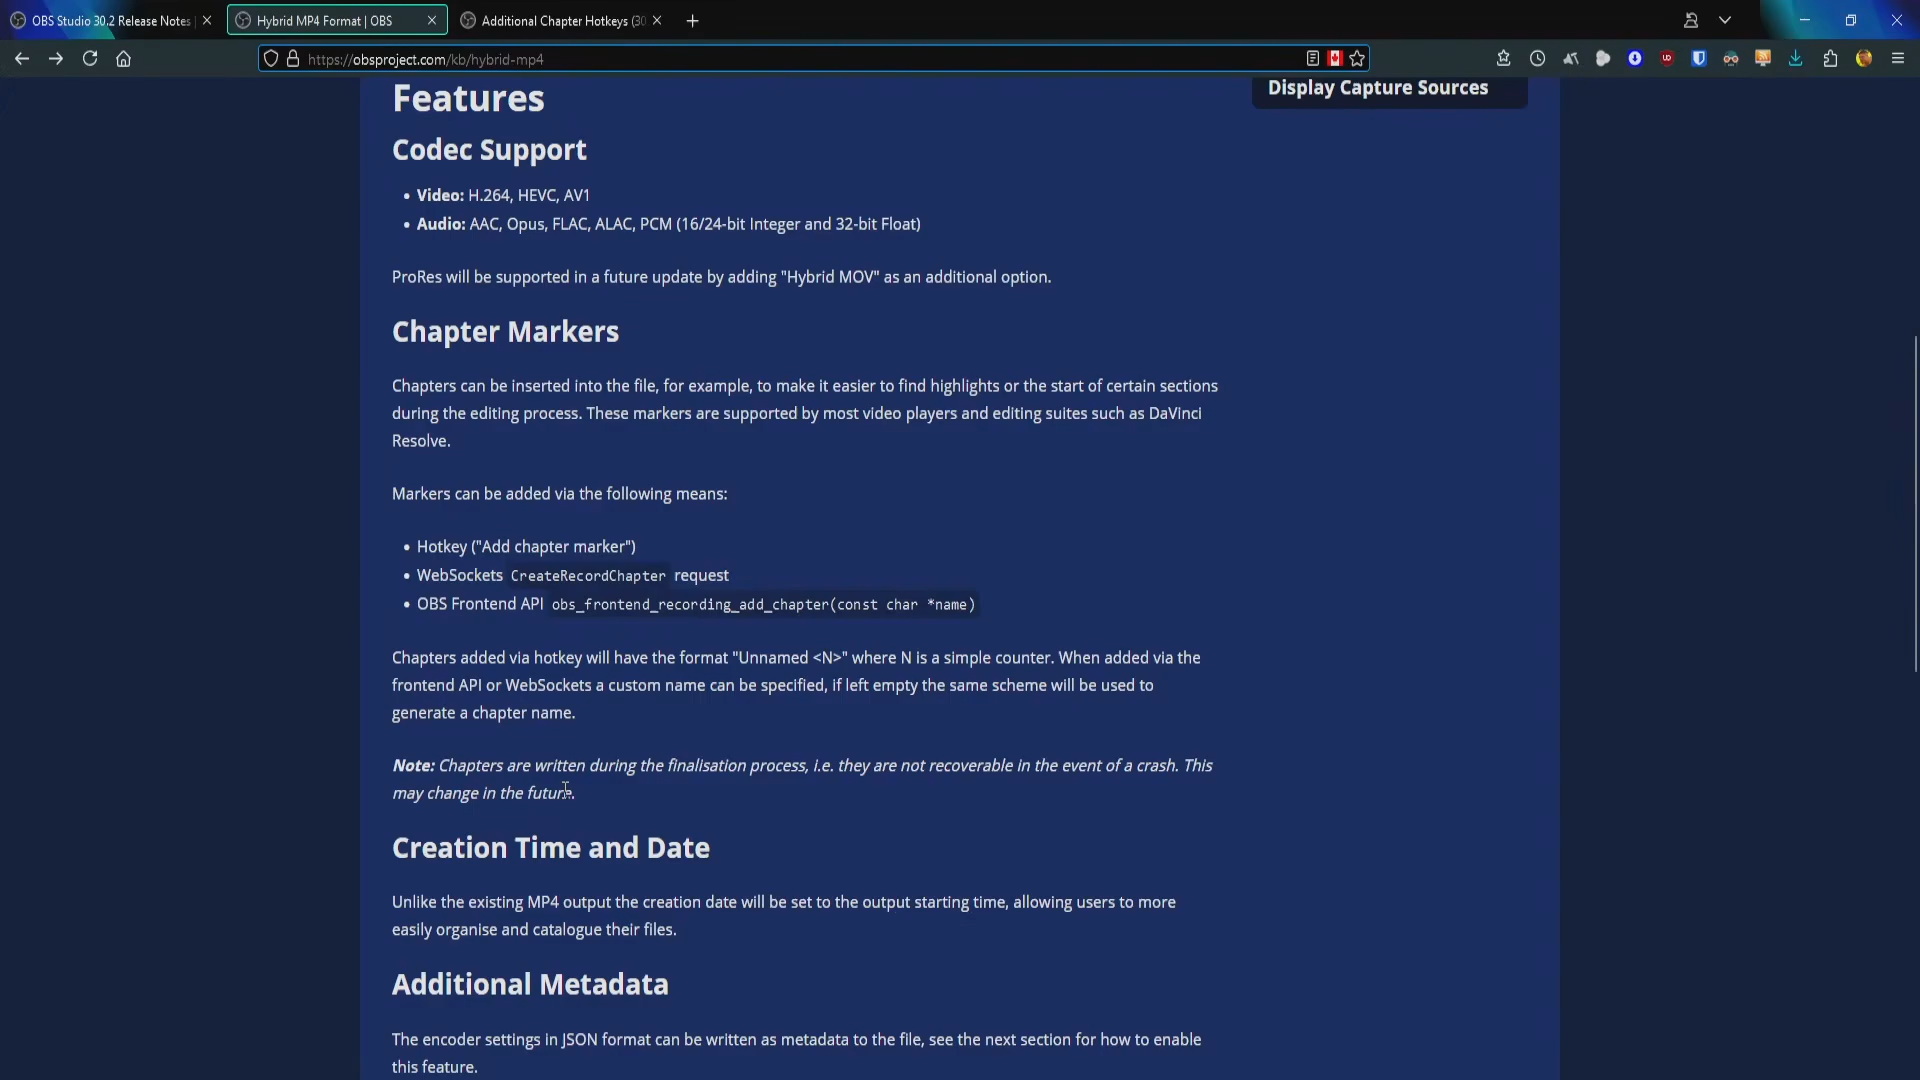 OBS Studio 30.2 Release Notes
Hybrid MP4 Format | OBS
Additional Chapter Hotkeys (30
https://obsproject.com/kb/hybrid-mp4
Features
Display Capture Sources
Codec Support
• Video: H.264, HEVC, AV1
• Audio: AAC, Opus, FLAC, ALAC, PCM (16/24-bit Integer and 32-bit Float)
ProRes will be supported in a future update by adding "Hybrid MOV" as an additional option.
Chapter Markers
Chapters can be inserted into the file, for example, to make it easier to find highlights or the start of certain sections
during the editing process. These markers are supported by most video players and editing suites such as DaVinci
Resolve.
Markers can be added via the following means:
• Hotkey ("Add chapter marker")
• WebSockets CreateRecordChapter request
• OBS Frontend API obs_frontend_recording_add_chapter(const char *name)
Chapters added via hotkey will have the format "Unnamed <N>" where N is a simple counter. When added via the
frontend API or WebSockets a custom name can be specified, if left empty the same scheme will be used to
generate a chapter name.
Note: Chapters are written during the finalisation process, i.e. they are not recoverable in the event of a crash. This
may change in the future.
Creation Time and Date
Unlike the existing MP4 output the creation date will be set to the output starting time, allowing users to more
easily organise and catalogue their files.
Additional Metadata
The encoder settings in JSON format can be written as metadata to the file, see the next section for how to enable
this feature.